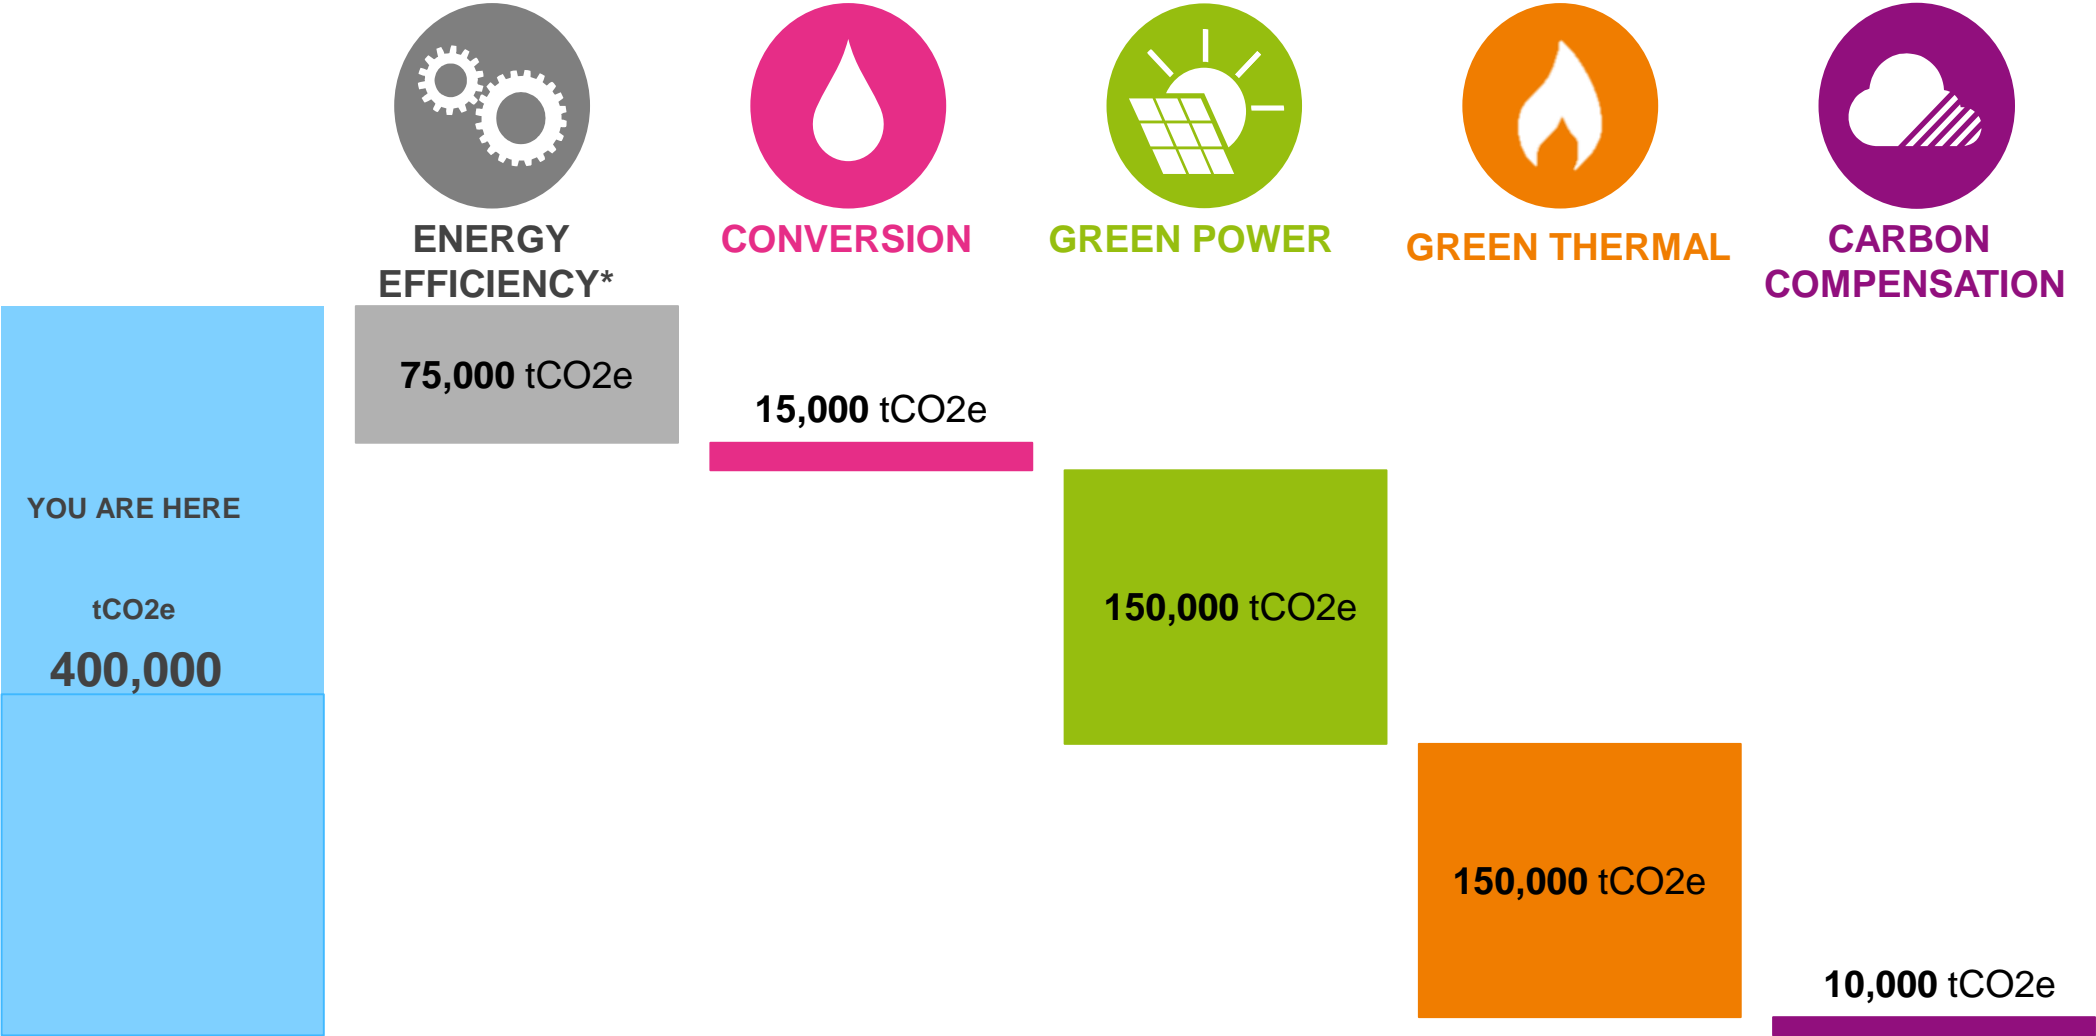 ENERGY
EFFICIENCY*
CONVERSION
GREEN POWER
GREEN THERMAL
CARBON
COMPENSATION
75,000 tCO2e
15,000 tCO2e
YOU ARE HERE
tCO2e
400,000
150,000 tCO2e
150,000 tCO2e
10,000 tCO2e